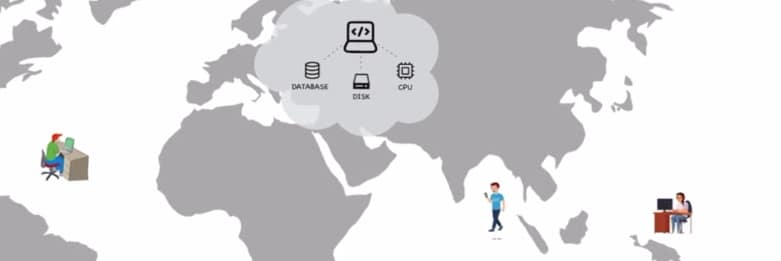 </>
DATABASE
DISK
CPU